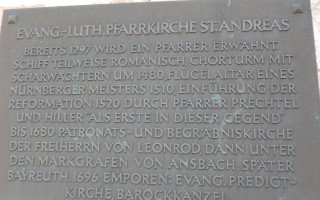 EVANG.-LUTH. PFARRKIRCHE ST. ANDREAS
BEREITS 1297 WIRD EIN PFARRER ERWÄHNT.
SCHIFF TEILWEISE ROMANISCH, CHORTURM MIT
SCHARWACHTERN UM 1480, FLÜGELALTAR EINES
NÜRNBERGER MEISTERS 1510. EINFÜHRUNG DER
REFORMATION 1520 DURCH PFARRER PRECHTEL
UND HILLER "ALS ERSTE IN DIESER GEGEND"
BIS 1680 PATRONATS- UND BEGRÄBNISKIRCHE
DER FREIHERRN VON LEONROD DANN UNTER
DEN MARKGRAFEN VON ANSBACH SPÄTER
BAYREUTH. 1696 EMPOREN: EVANG. PREDIGT-
KIRCHE, BAROCKKANZEL